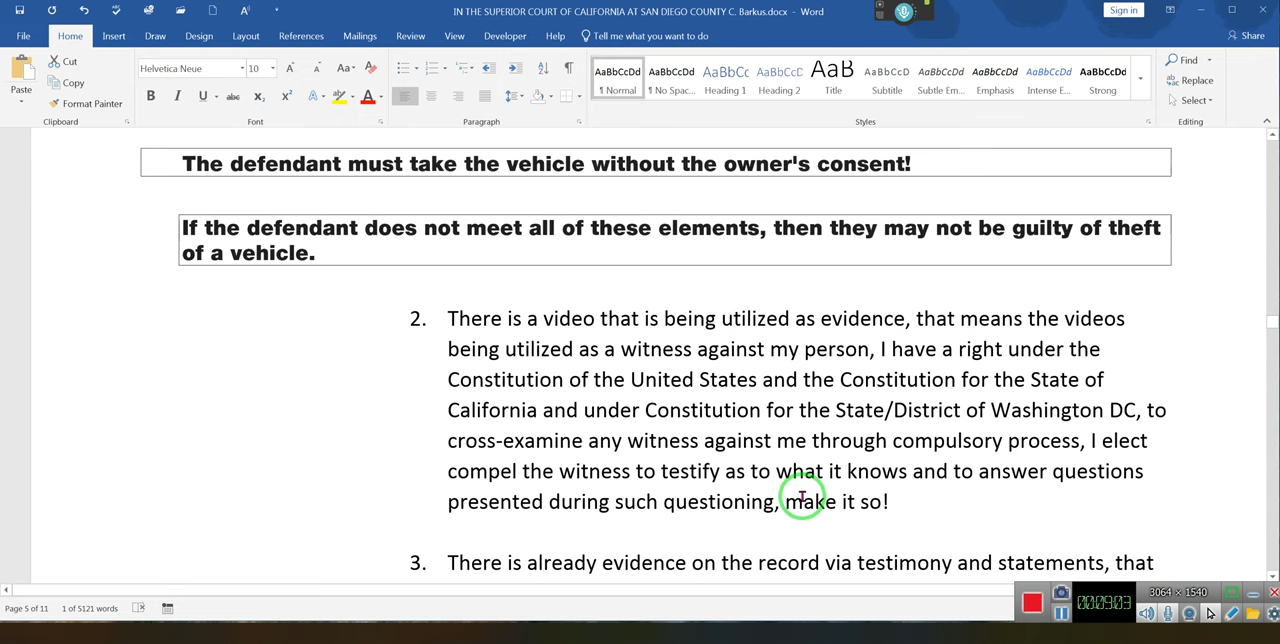 IN THE SUPERIOR COURT OF CALIFORNIA AT SAN DIEGO COUNTY C. Barkus.docx - Word
Sign in
File Home Insert Draw Design Layout References Mailings Review View Developer Help Tell me what you want to do Share
Paste
Cut
Copy
Format Painter
Clipboard
Helvetica Neue 10
Font
Paragraph
AaBbCcDd AaBbCcDd AaBbCc AaBbCcD AaB AaBbCcD AaBbCcDd AaBbCcDd AaBbCcDd AaBbCcDd
¶ Normal ¶ No Spac... Heading 1 Heading 2 Title Subtitle Subtle Em... Emphasis Intense E... Strong
Styles
Find
Replace
Select
Editing
The defendant must take the vehicle without the owner's consent!
If the defendant does not meet all of these elements, then they may not be guilty of theft
of a vehicle.
2. There is a video that is being utilized as evidence, that means the videos
being utilized as a witness against my person, I have a right under the
Constitution of the United States and the Constitution for the State of
California and under Constitution for the State/District of Washington DC, to
cross-examine any witness against me through compulsory process, I elect
compel the witness to testify as to what it knows and to answer questions
presented during such questioning, make it so!
3. There is already evidence on the record via testimony and statements, that
Page 5 of 11 1 of 5121 words
3064 × 1540
00:09:03